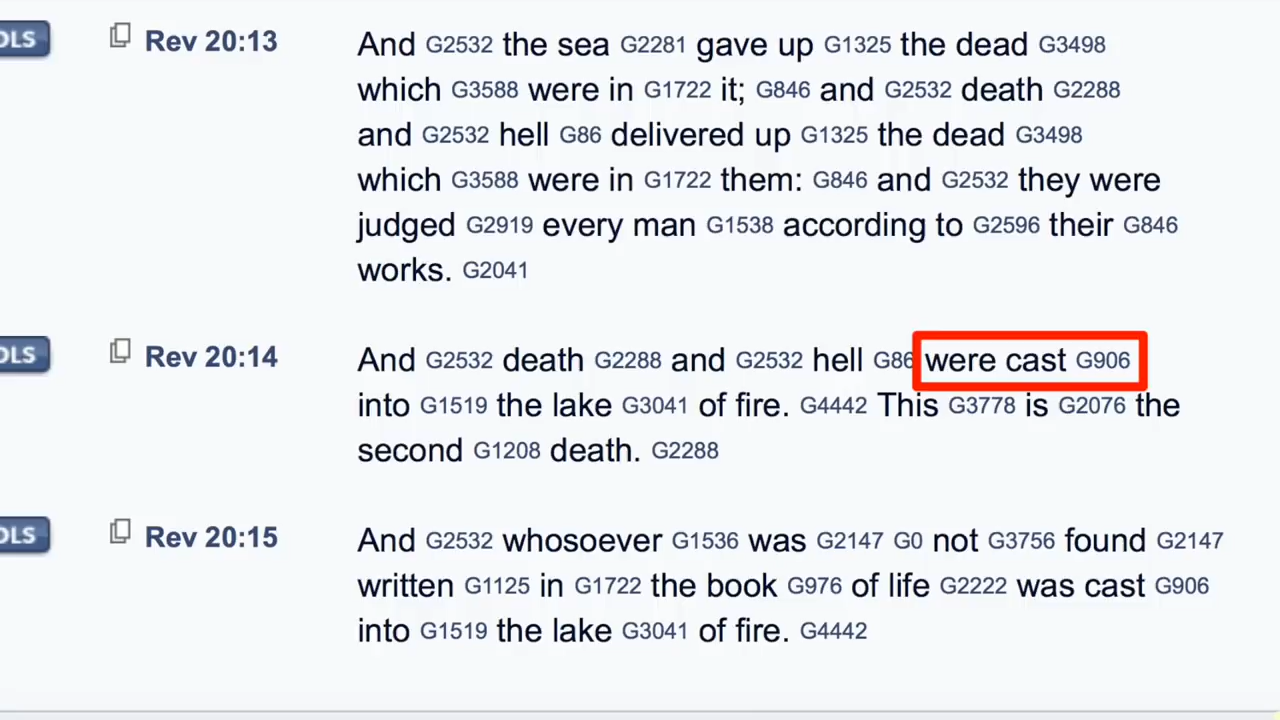 OLS
Rev 20:13
And G2532 the sea G2281 gave up G1325 the dead G3498
which G3588 were in G1722 it; G846 and G2532 death G2288
and G2532 hell G86 delivered up G1325 the dead G3498
which G3588 were in G1722 them: G846 and G2532 they were
judged G2919 every man G1538 according to G2596 their G846
works. G2041
OLS
Rev 20:14
And G2532 death G2288 and G2532 hell G86 were cast G906
into G1519 the lake G3041 of fire. G4442 This G3778 is G2076 the
second G1208 death. G2288
OLS
Rev 20:15
And G2532 whosoever G1536 was G2147 G0 not G3756 found G2147
written G1125 in G1722 the book G976 of life G2222 was cast G906
into G1519 the lake G3041 of fire. G4442